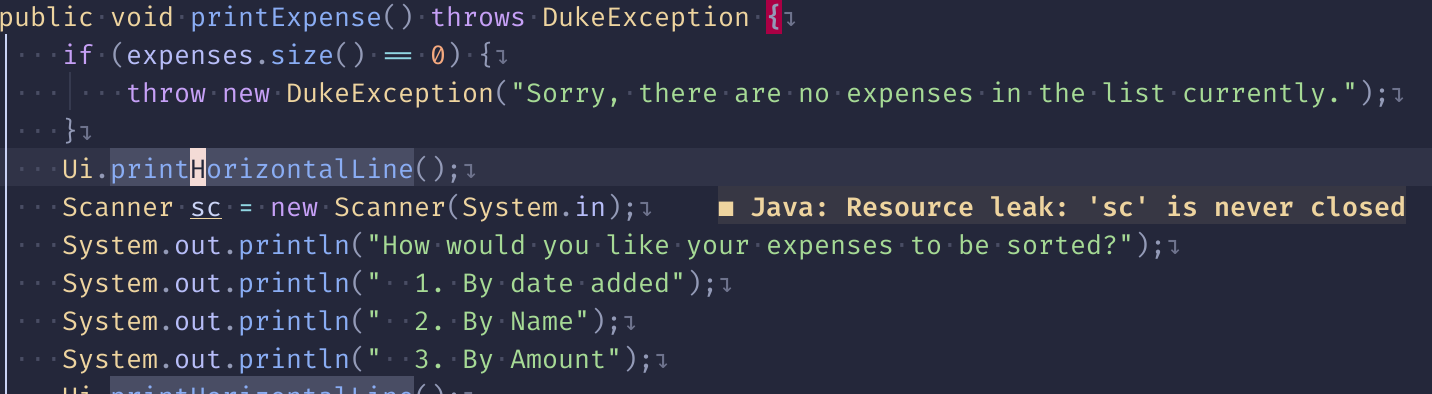 public void printExpense() throws DukeException {
if (expenses.size() == 0) {
throw new DukeException("Sorry, there are no expenses in the list currently.");
}
Ui.printHorizontalLine();
Scanner sc = new Scanner(System.in); ■ Java: Resource leak: 'sc' is never closed
System.out.println("How would you like your expenses to be sorted?");
System.out.println("  1. By date added");
System.out.println("  2. By Name");
System.out.println("  3. By Amount");
Ui.printHorizontalLine();